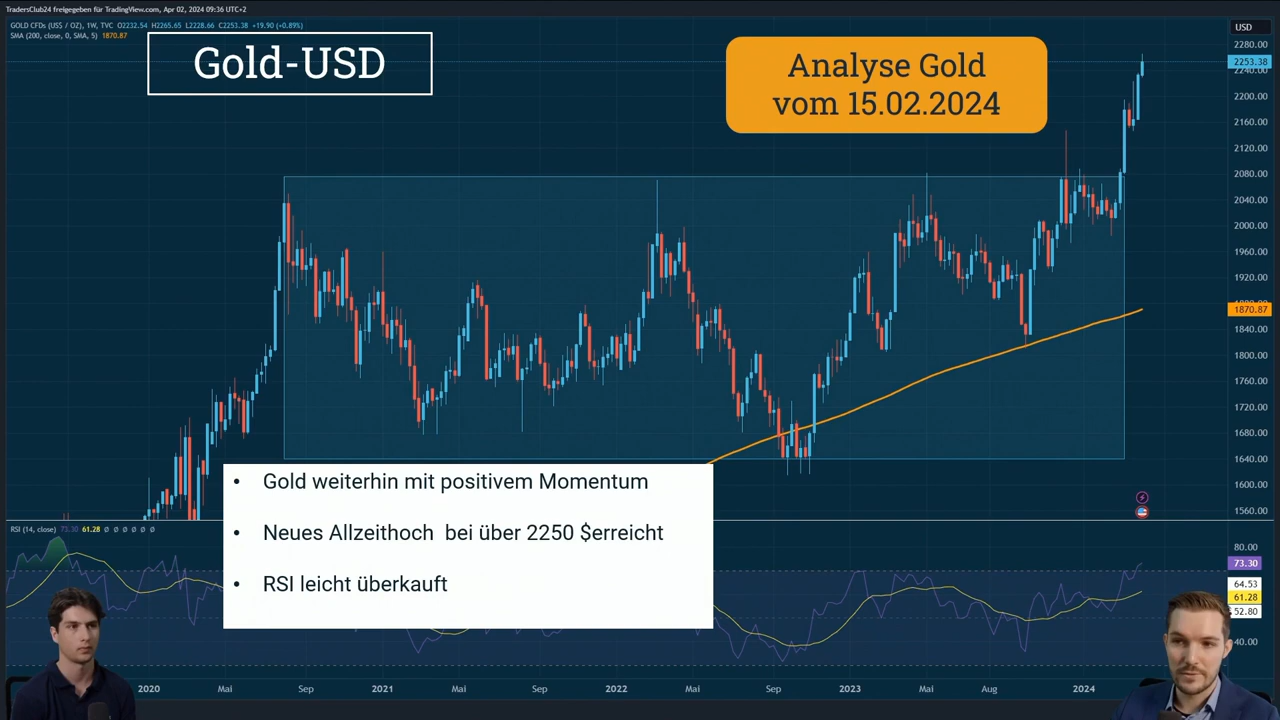 TradersClub24 freigegeben für TradingView.com, Apr 02, 2024 09:36 UTC+2
GOLD CFDs (US$ / OZ), 1W, TVC O2232.54 H2265.65 L2228.66 C2253.38 +19.90 (+0.89%)
SMA (200, close, 0, SMA, 5) 1870.87
Gold-USD
Analyse Gold
vom 15.02.2024
USD
2280.00
2253.38
2240.00
2200.00
2160.00
2120.00
2080.00
2040.00
2000.00
1960.00
1920.00
1870.87
1840.00
1800.00
1760.00
1720.00
1680.00
1640.00
1600.00
1560.00
• Gold weiterhin mit positivem Momentum
• Neues Allzeithoch bei über 2250 $erreicht
• RSI leicht überkauft
RSI (14, close) 73.30 61.28 Ø Ø Ø Ø Ø Ø
80.00
73.30
64.53
61.28
52.80
40.00
2020 Mai Sep 2021 Mai Sep 2022 Mai Sep 2023 Mai Aug 2024